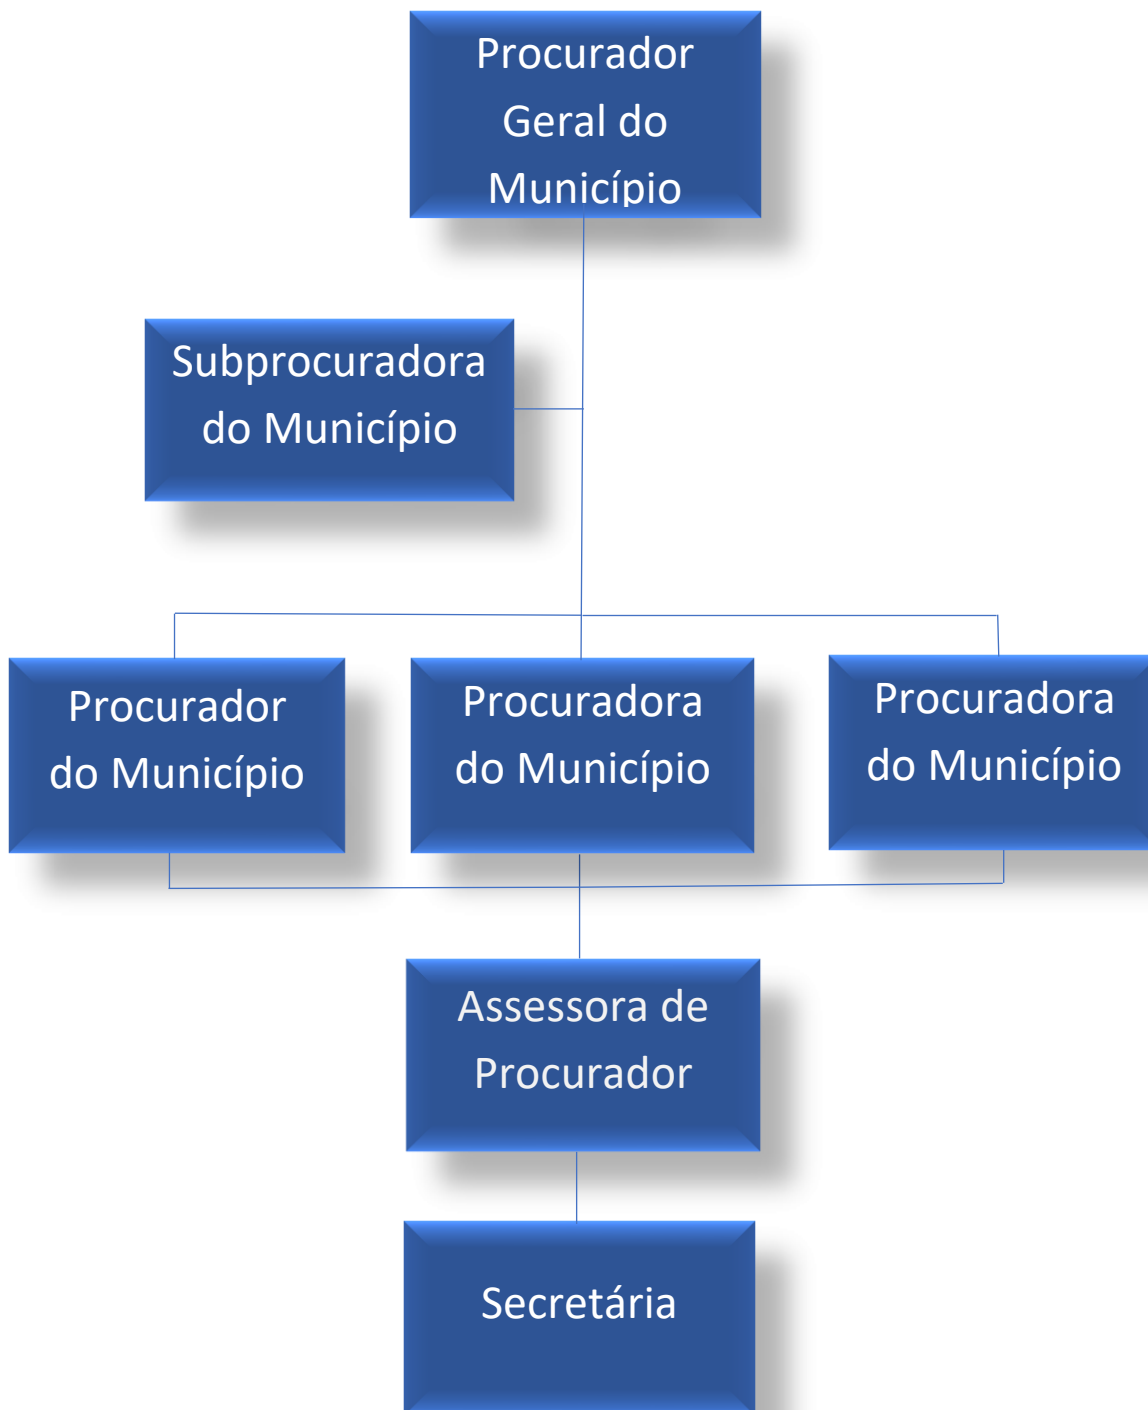 Procurador
Geral do
Município
Subprocuradora
do Município
Procurador
do Município
Procuradora
do Município
Procuradora
do Município
Assessora de
Procurador
Secretária